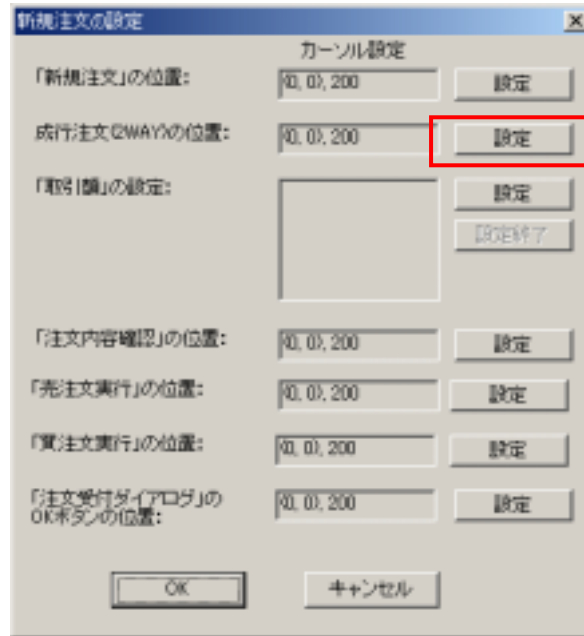 新規注文の設定
カーソル設定
「新規注文」の位置: (0, 0), 200 設定
成行注文(2WAY)の位置: (0, 0), 200 設定
「取引額」の設定: 設定
設定終了
「注文内容確認」の位置: (0, 0), 200 設定
「売注文実行」の位置: (0, 0), 200 設定
「買注文実行」の位置: (0, 0), 200 設定
「注文受付ダイアログ」の
OKボタンの位置: (0, 0), 200 設定
OK キャンセル